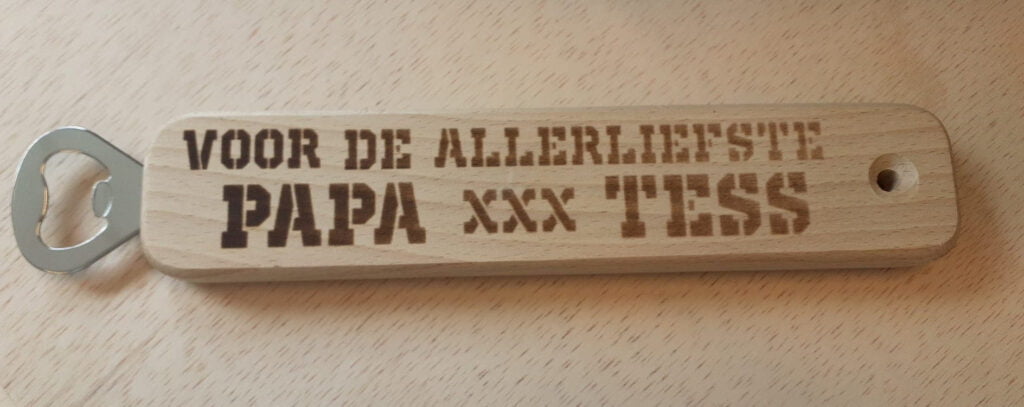 VOOR DE ALLERLIEFSTE
PAPA xxx TESS